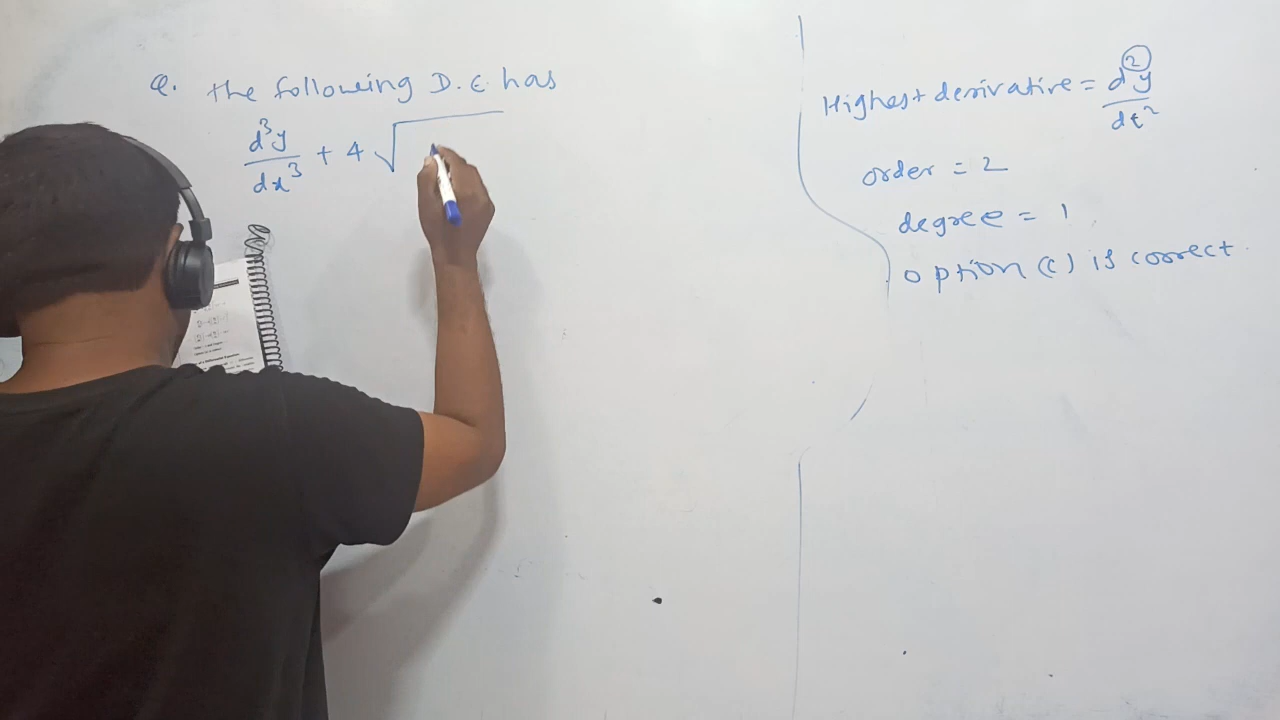 Q. The following D.E has
d³y/dx³ + 4√
Highest derivative = d²y/dt²
order = 2
degree = 1
option (c) is correct.